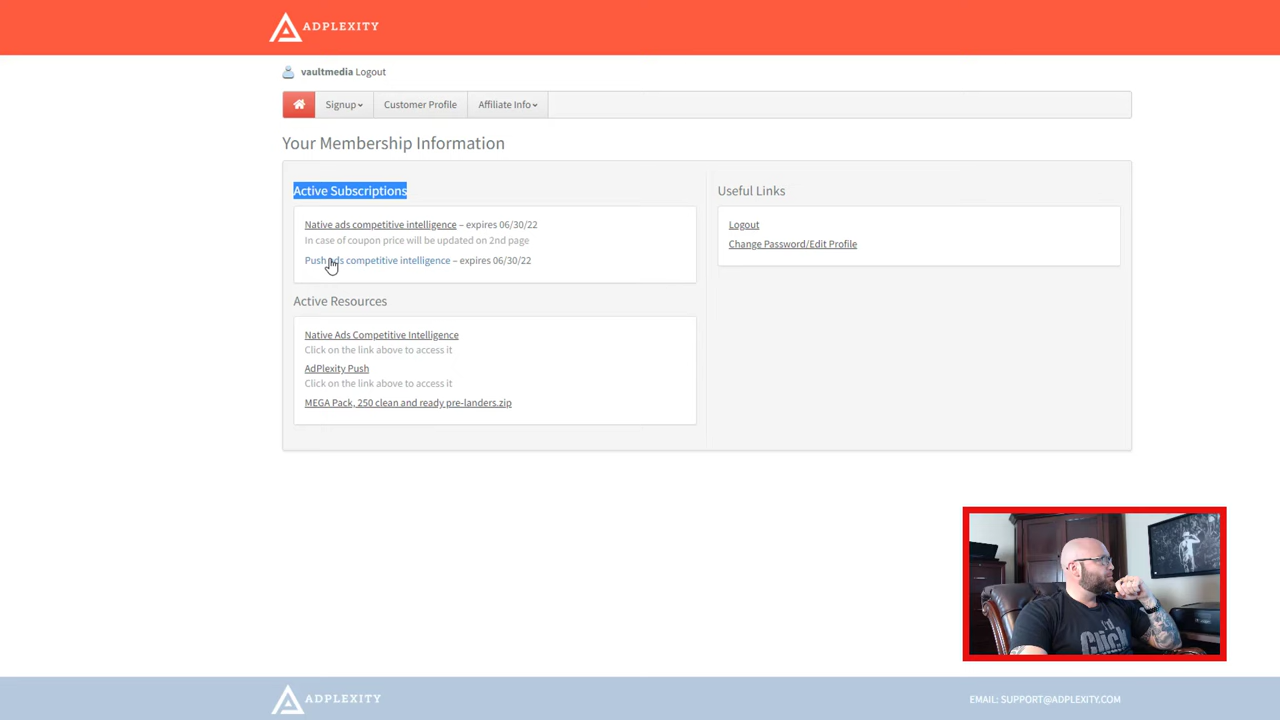 ADPLEXITY
vaultmedia Logout
Signup
Customer Profile
Affiliate Info
Your Membership Information
Active Subscriptions
Native ads competitive intelligence – expires 06/30/22
In case of coupon price will be updated on 2nd page
Push ads competitive intelligence – expires 06/30/22
Active Resources
Native Ads Competitive Intelligence
Click on the link above to access it
AdPlexity Push
Click on the link above to access it
MEGA Pack, 250 clean and ready pre-landers.zip
Useful Links
Logout
Change Password/Edit Profile
I'd
Click
ADPLEXITY
EMAIL: SUPPORT@ADPLEXITY.COM